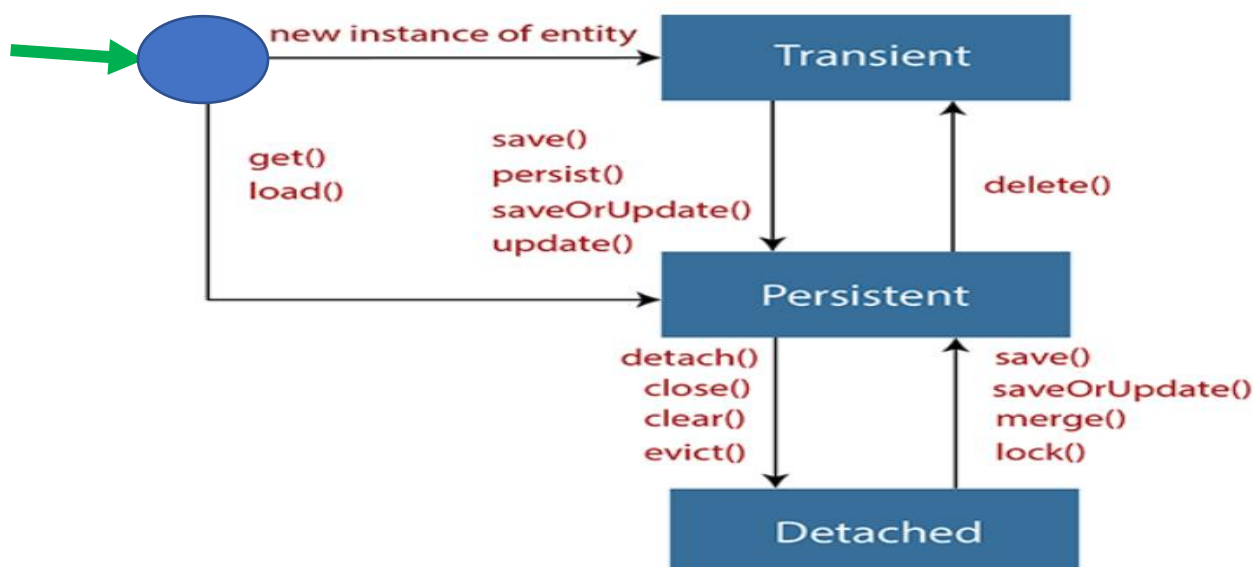 new instance of entity
Transient
get()
load()
save()
persist()
saveOrUpdate()
update()
delete()
Persistent
detach()
close()
clear()
evict()
save()
saveOrUpdate()
merge()
lock()
Detached